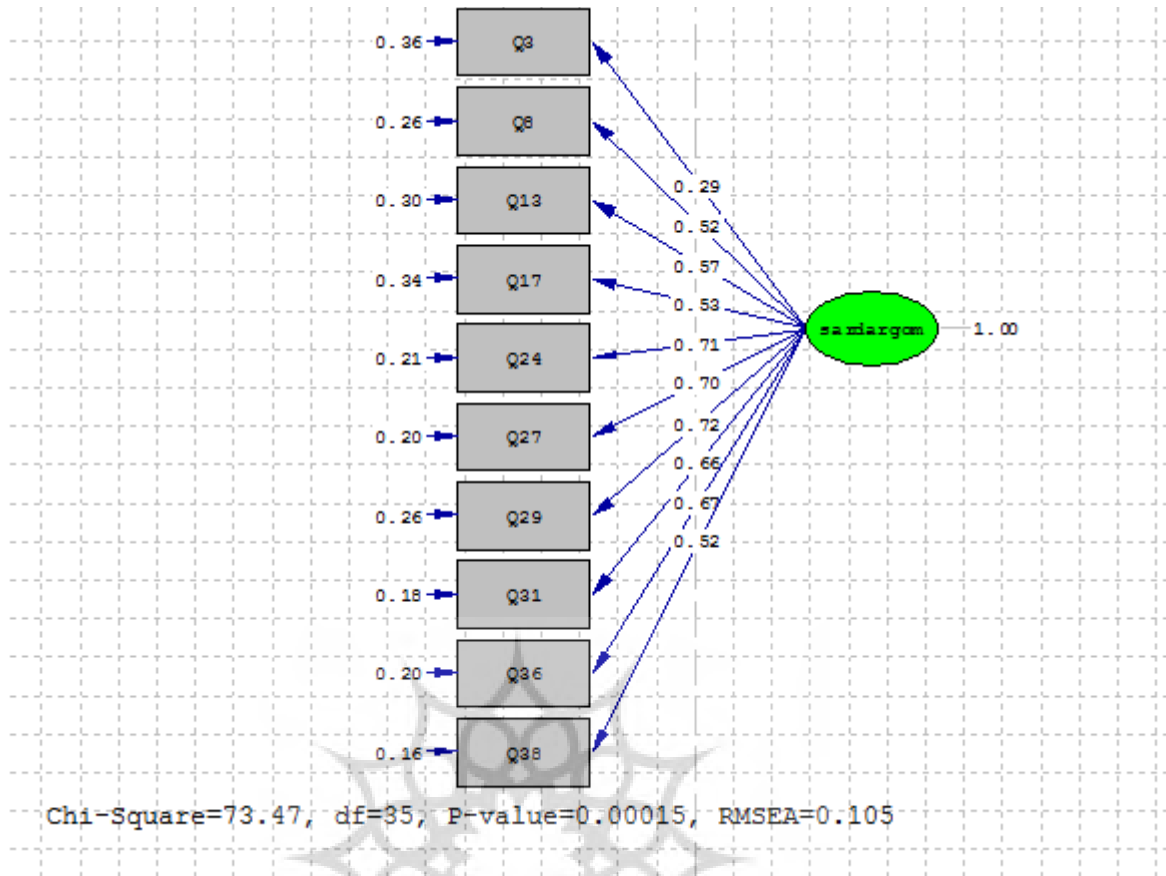 0.36 Q3
0.26 Q8
0.30 Q13
0.34 Q17
0.21 Q24
0.20 Q27
0.26 Q29
0.18 Q31
0.20 Q36
0.16 Q38
0.29
0.52
0.57
0.53
0.71
0.70
0.72
0.66
0.67
0.52
sardargom 1.00
Chi-Square=73.47, df=35, P-value=0.00015, RMSEA=0.105